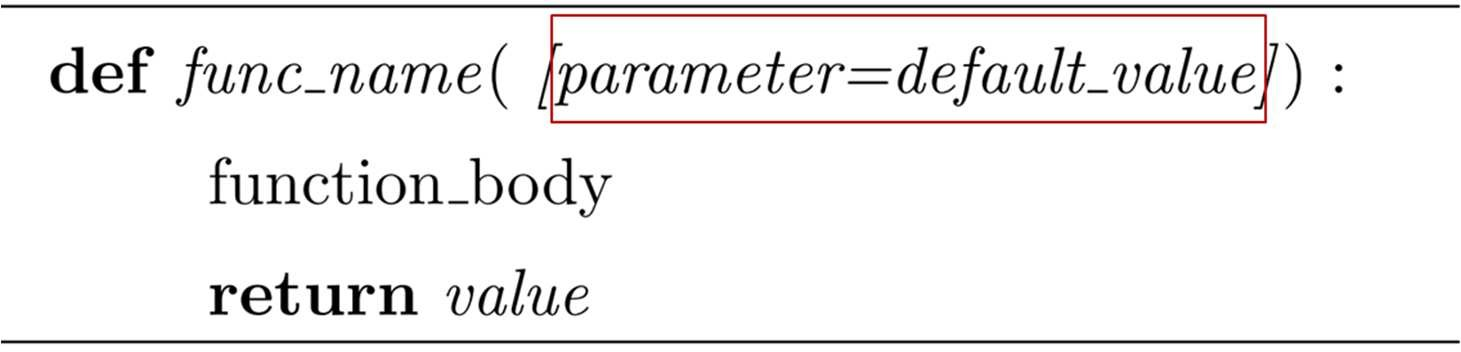 def func_name( [parameter=default_value]) :
function_body
return value